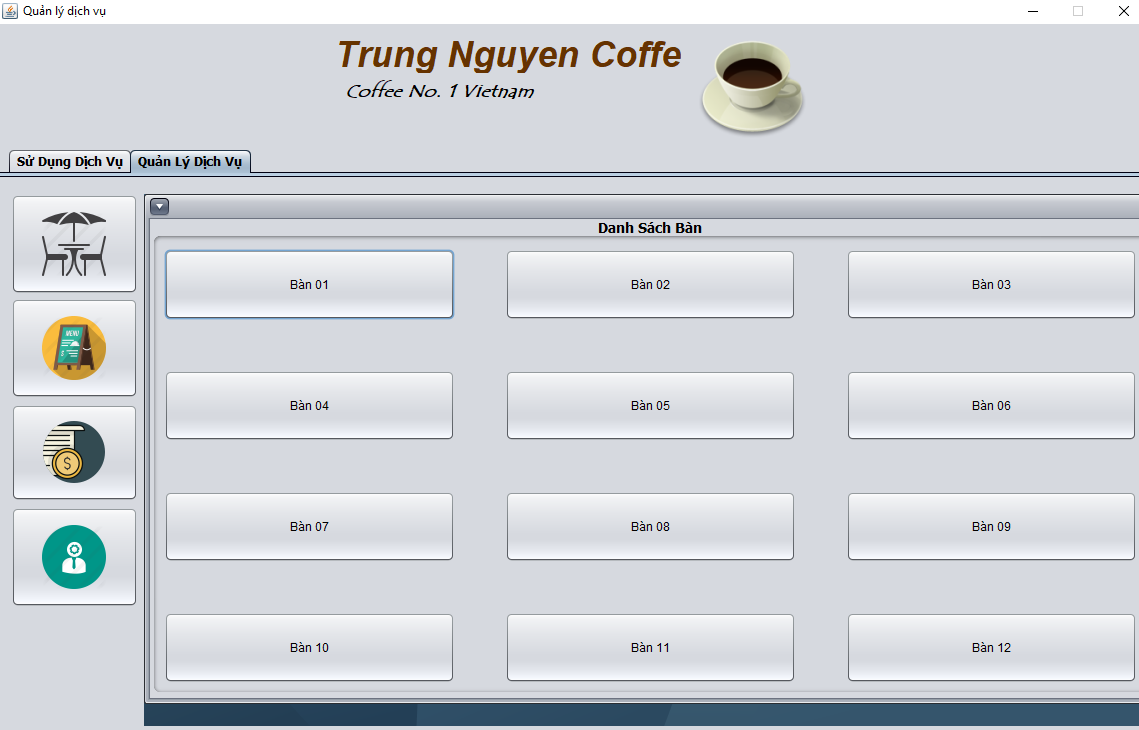 Quản lý dịch vụ
Trung Nguyen Coffe
Coffee No. 1 Vietnam
Sử Dụng Dịch Vụ Quản Lý Dịch Vụ
Danh Sách Bàn
Bàn 01 Bàn 02 Bàn 03
MENU
Bàn 04 Bàn 05 Bàn 06
$
Bàn 07 Bàn 08 Bàn 09
Bàn 10 Bàn 11 Bàn 12